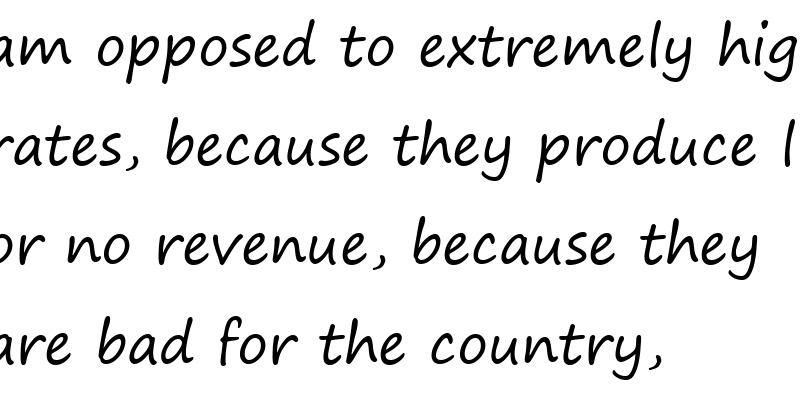 am opposed to extremely hig
rates, because they produce l
or no revenue, because they
are bad for the country,